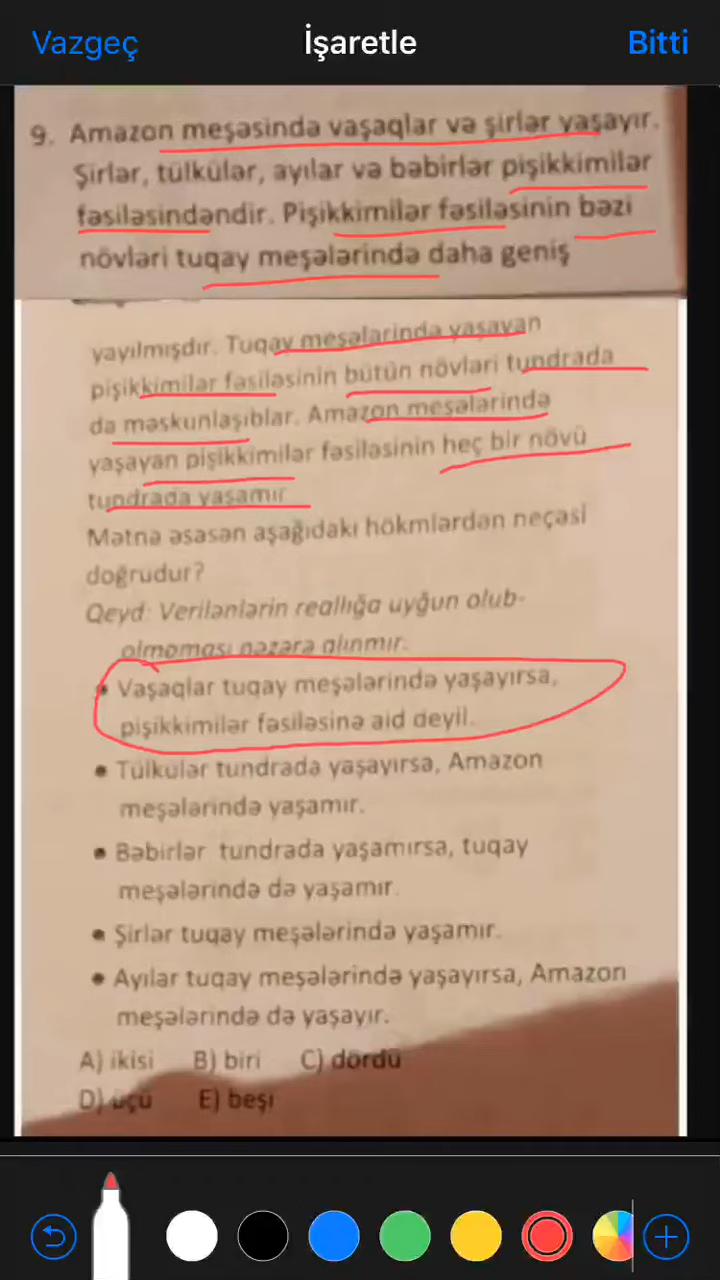 Vazgeç
İşaretle
Bitti
9. Amazon meşəsində vaşaqlar və şirlər yaşayır.
Şirlər, tülkülər, ayılar və bəbirlər pişikkimilər
fəsiləsindəndir. Pişikkimilər fəsiləsinin bəzi
növləri tuqay meşələrində daha geniş
yayılmışdır. Tuqay meşələrində yaşayan
pişikkimilər fəsiləsinin bütün növləri tundrada
da məskunlaşıblar. Amazon meşələrində
yaşayan pişikkimilər fəsiləsinin heç bir növü
tundrada yaşamır
Mətnə əsasən aşağıdakı hökmlərdən neçəsi
doğrudur?
Qeyd: Verilənlərin reallığa uyğun olub-
olmaması nəzərə alınmır.
• Vaşaqlar tuqay meşələrində yaşayırsa,
pişikkimilər fəsiləsinə aid deyil.
• Tülkülər tundrada yaşayırsa, Amazon
meşələrində yaşamır.
• Bəbirlər tundrada yaşamırsa, tuqay
meşələrində də yaşamır.
• Şirlər tuqay meşələrində yaşamır.
• Ayılar tuqay meşələrində yaşayırsa, Amazon
meşələrində də yaşayır.
A) ikisi B) biri C) dördü
D) üçü E) beşi